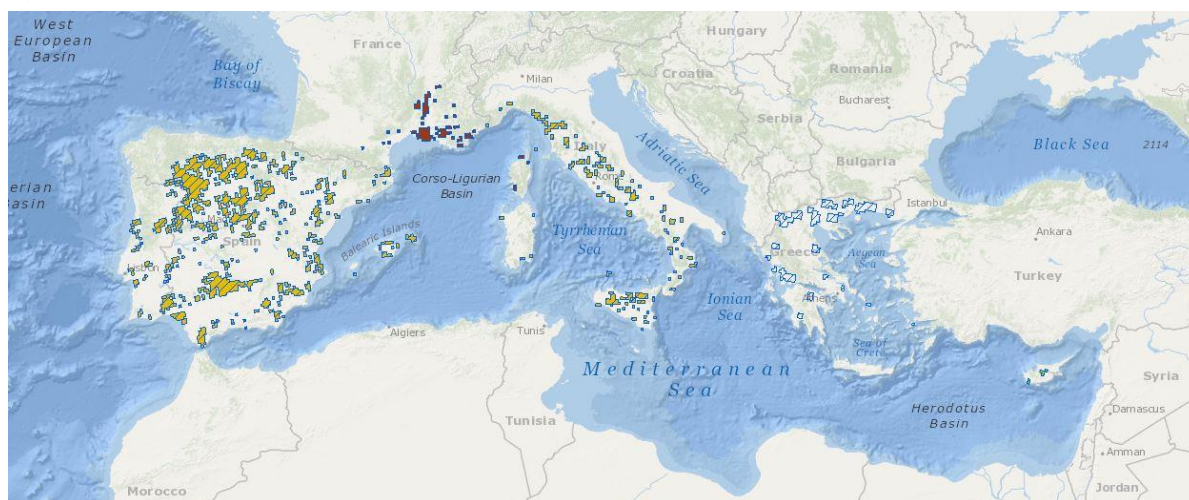 West
European
Basin
Bay of
Biscay
France
Milan
Hungary
Croatia
Romania
Bucharest
Serbia
Black Sea
2114
Bulgaria
Istanbul
Adriatic Sea
Italy
Corso-Ligurian
Basin
Basin
Spain
Lisbon
Balearic Islands
Tyrrhenian
Sea
Ankara
Turkey
Greece
Aegean
Sea
Athens
Ionian
Sea
Sea of
Crete
Algiers
Tunis
Mediterranean
Sea
Syria
Herodotus
Basin
Damascus
Tunisia
Amman
Morocco
Jordan